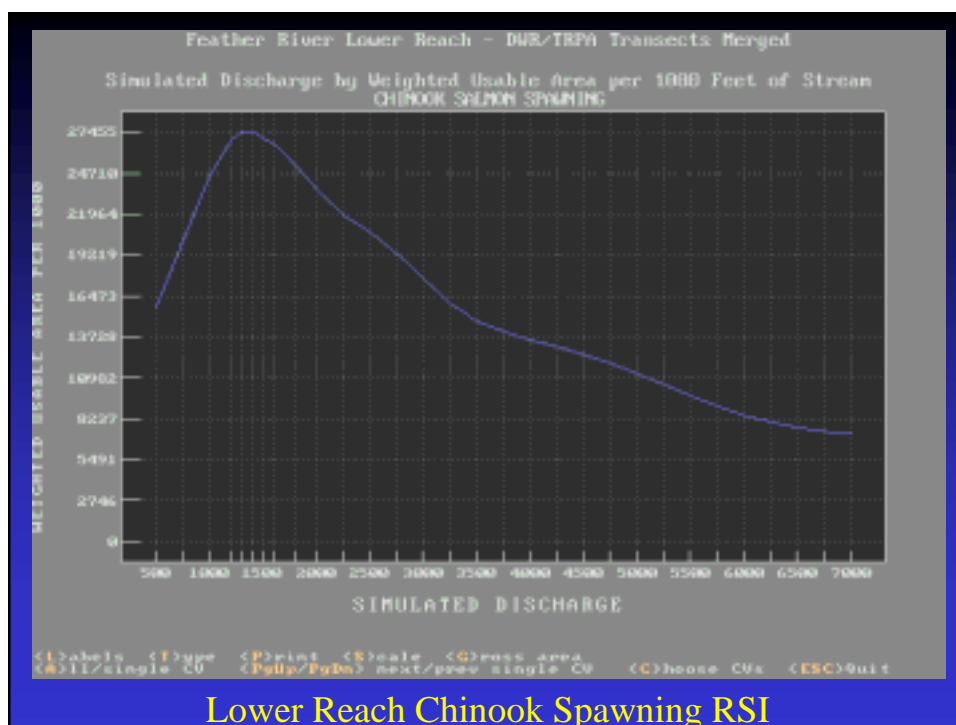 Feather River Lower Reach - DWR/TRPA Transects Merged
Simulated Discharge by Weighted Usable Area per 1000 Feet of Stream
CHINOOK SALMON SPAWNING
WEIGHTED USABLE AREA PER 1000
27455
24710
21964
19219
16473
13728
10982
8237
5491
2746
0
500 1000 1500 2000 2500 3000 3500 4000 4500 5000 5500 6000 6500 7000
SIMULATED DISCHARGE
<L>abels <T>ype <P>rint <S>cale <G>ross area
<A>ll/single CV <PgUp/PgDn> next/prev single CV <C>hoose CVs <ESC>Quit
Lower Reach Chinook Spawning RSI